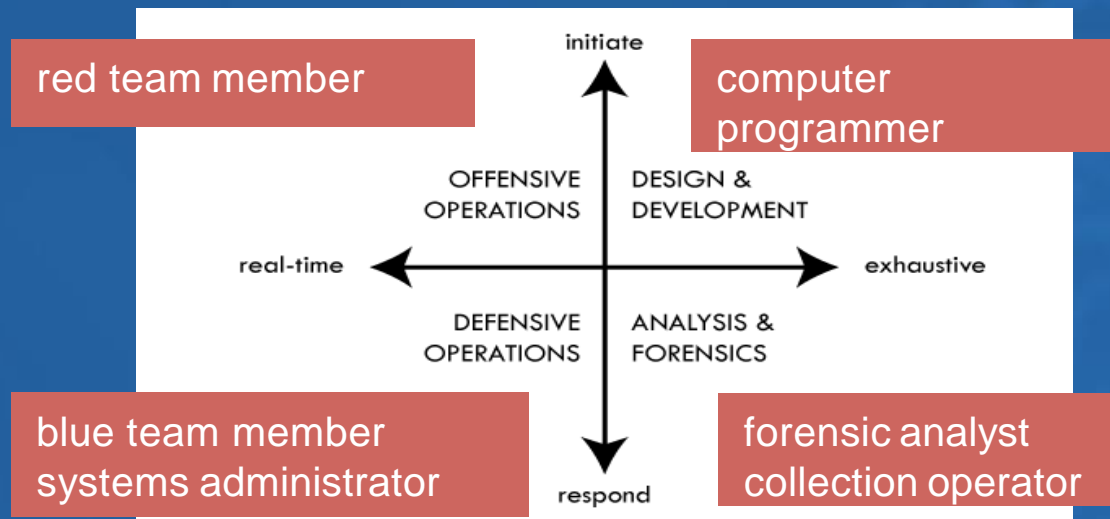 initiate
red team member
computer
programmer
OFFENSIVE
OPERATIONS
DESIGN &
DEVELOPMENT
real-time
exhaustive
DEFENSIVE
OPERATIONS
ANALYSIS &
FORENSICS
blue team member
systems administrator
forensic analyst
collection operator
respond